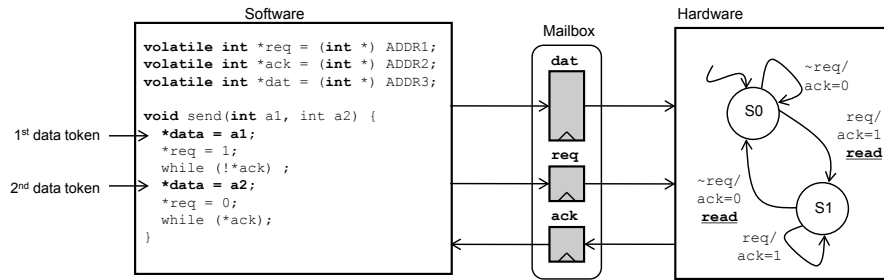 Software
volatile int *req = (int *) ADDR1;
volatile int *ack = (int *) ADDR2;
volatile int *dat = (int *) ADDR3;
void send(int a1, int a2) {
*data = a1;
*req = 1;
while (!*ack) ;
*data = a2;
*req = 0;
while (*ack);
}
1st data token
2nd data token
Mailbox
dat
req
ack
Hardware
S0
~req/
ack=0
req/
ack=1
read
~req/
ack=0
read
S1
req/
ack=1